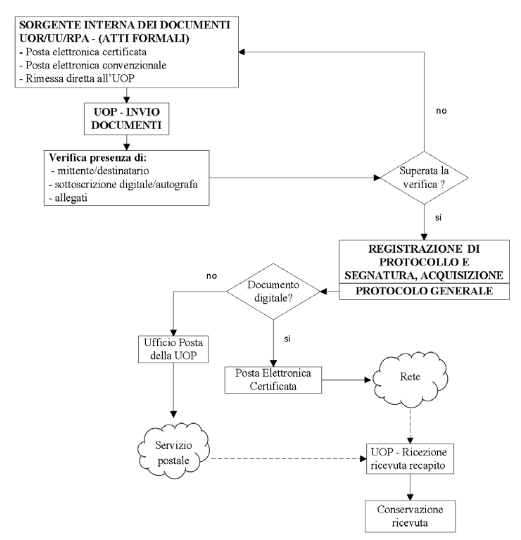 SORGENTE INTERNA DEI DOCUMENTI
UOR/UU/RPA - (ATTI FORMALI)
- Posta elettronica certificata
- Posta elettronica convenzionale
- Rimessa diretta all'UOP
no
UOP - INVIO
DOCUMENTI
Verifica presenza di:
- mittente/destinatario
- sottoscrizione digitale/autografa
- allegati
Superata la
verifica ?
si
REGISTRAZIONE DI
PROTOCOLLO E
SEGNATURA, ACQUISIZIONE
PROTOCOLO GENERALE
no
Documento
digitale?
si
Ufficio Posta
della UOP
Posta Elettronica
Certificata
Rete
Servizio
postale
UOP - Ricezione
ricevuta recapito
Conservazione
ricevuta